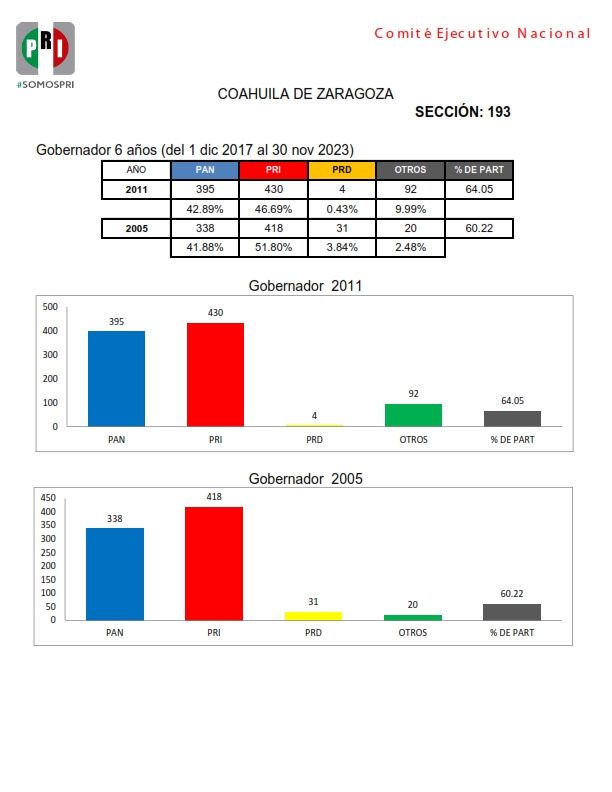 PRI
#SOMOSPRI
Comité Ejecutivo Nacional
COAHUILA DE ZARAGOZA
SECCIÓN: 193
Gobernador 6 años (del 1 dic 2017 al 30 nov 2023)
AÑO PAN PRI PRD OTROS % DE PART
2011 395 430 4 92 64.05
42.89% 46.69% 0.43% 9.99%
2005 338 418 31 20 60.22
41.88% 51.80% 3.84% 2.48%
Gobernador 2011
500
400
300
200
100
0
395
430
4
92
64.05
PAN PRI PRD OTROS % DE PART
Gobernador 2005
450
400
350
300
250
200
150
100
50
0
338
418
31
20
60.22
PAN PRI PRD OTROS % DE PART